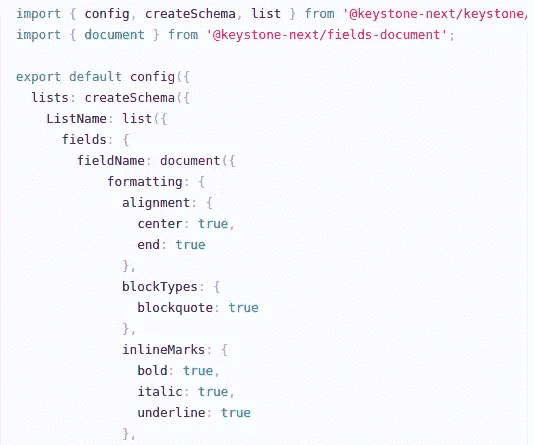 import { config, createSchema, list } from '@keystone-next/keystone/
import { document } from '@keystone-next/fields-document';
export default config({
lists: createSchema({
ListName: list({
fields: {
fieldName: document({
formatting: {
alignment: {
center: true,
end: true
},
blockTypes: {
blockquote: true
},
inlineMarks: {
bold: true,
italic: true,
underline: true
},